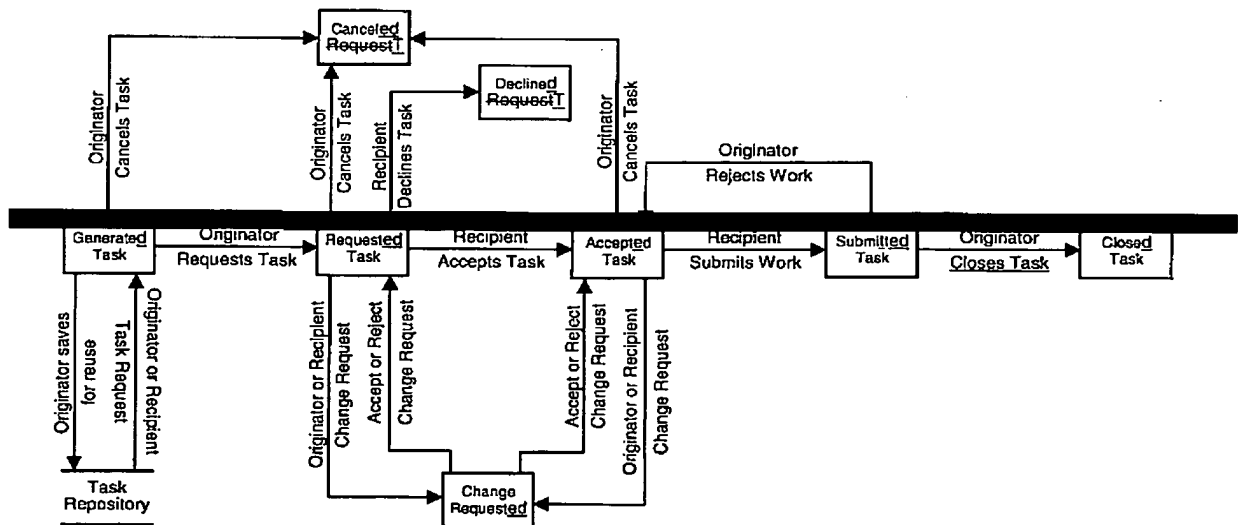 Canceled
RequestT
Declined
RequestT
Originator
Cancels Task
Originator
Cancels Task
Recipient
Declines Task
Originator
Cancels Task
Originator
Rejects Work
Generated
Task
Originator
Requests Task
Requested
Task
Recipient
Accepts Task
Accepted
Task
Recipient
Submits Work
Submitted
Task
Originator
Closes Task
Closed
Task
Originator saves
for reuse
Originator or Recipient
Task Request
Originator or Recipient
Change Request
Accept or Reject
Change Request
Accept or Reject
Change Request
Originator or Recipient
Change Request
Task
Repository
Change
Requested